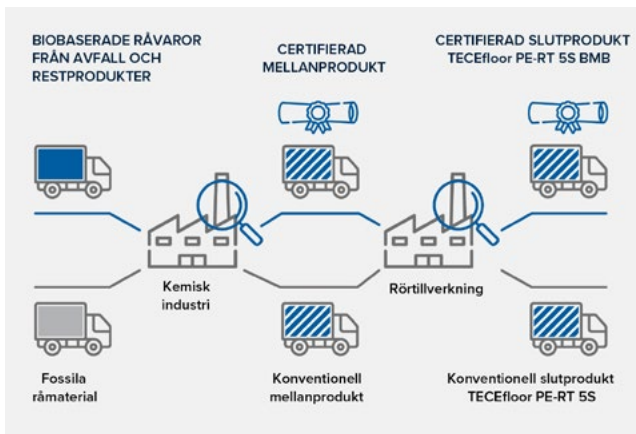 BIOBASERADE RÅVAROR
FRÅN AVFALL OCH
RESTPRODUKTER
CERTIFIERAD
MELLANPRODUKT
CERTIFIERAD SLUTPRODUKT
TECEfloor PE-RT 5S BMB
Kemisk
industri
Rörtillverkning
Fossila
råmaterial
Konventionell
mellanprodukt
Konventionell slutprodukt
TECEfloor PE-RT 5S